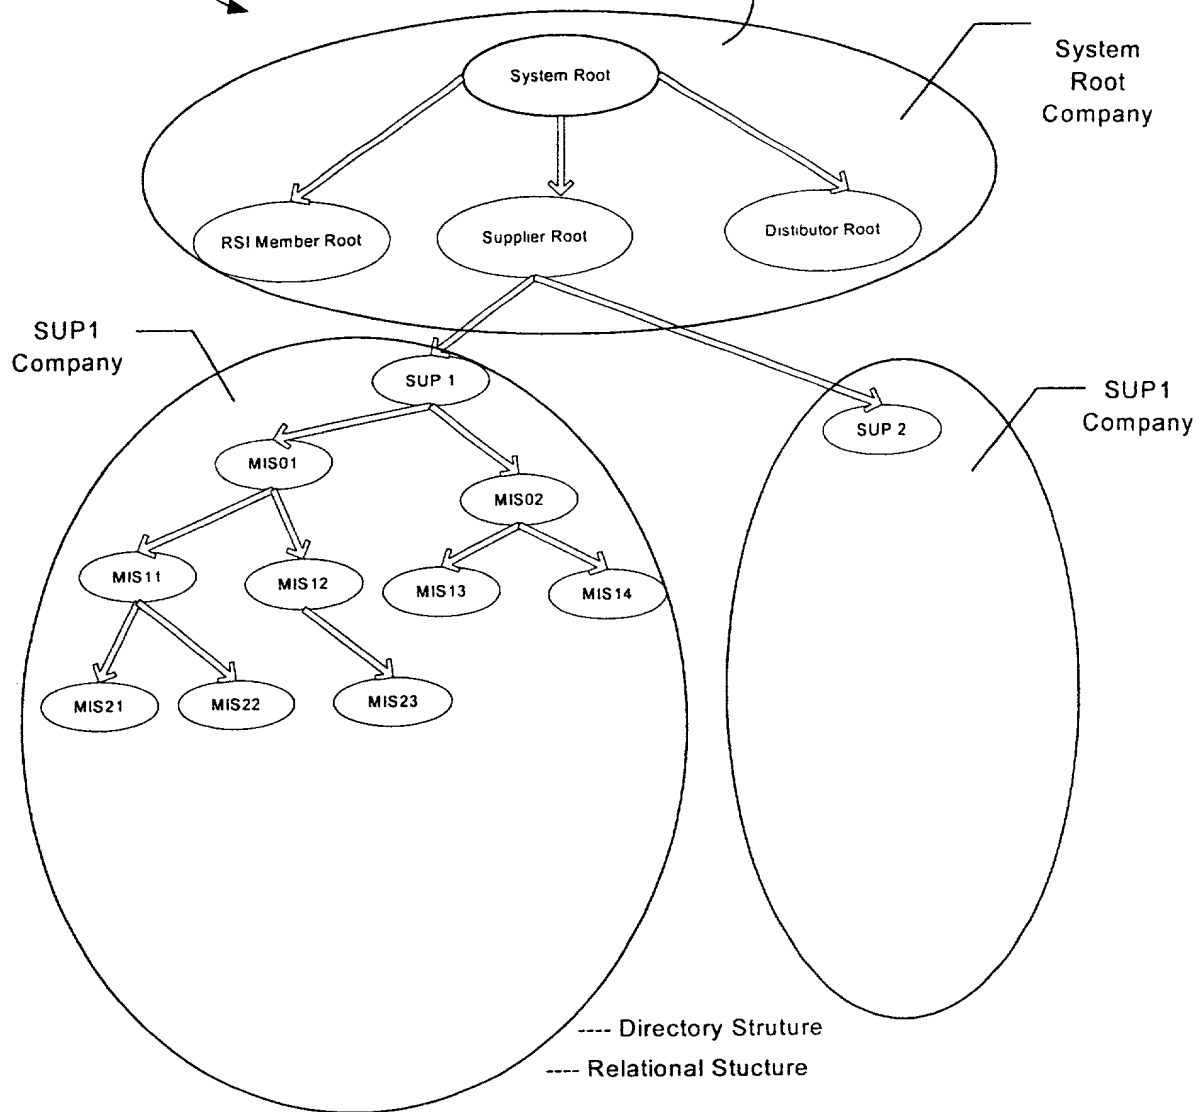 System Root
System
Root
Company
RSI Member Root
Supplier Root
Distibutor Root
SUP1
Company
SUP 1
SUP1
Company
SUP 2
MIS01
MIS02
MIS11
MIS12
MIS13
MIS14
MIS21
MIS22
MIS23
---- Directory Struture
---- Relational Stucture